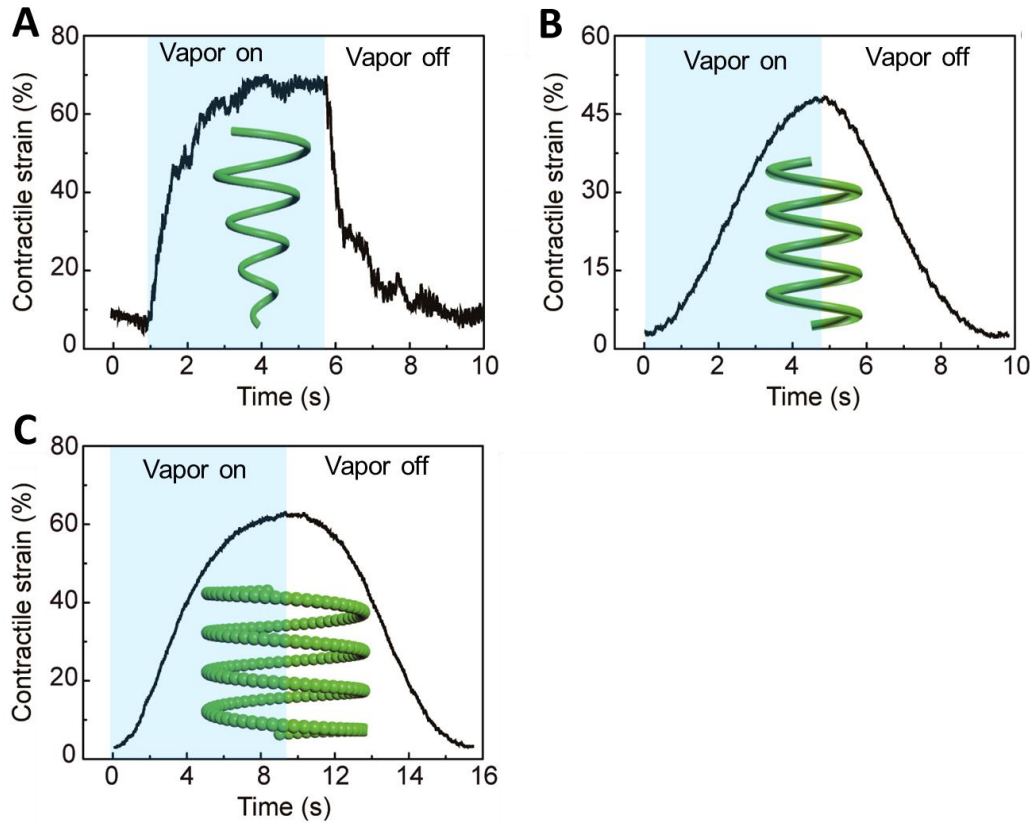 A
Vapor on
Vapor off
Contractile strain (%)
80
60
40
20
0
0 2 4 6 8 10
Time (s)
B
Vapor on
Vapor off
Contractile strain (%)
60
45
30
15
0
0 2 4 6 8 10
Time (s)
C
Vapor on
Vapor off
Contractile strain (%)
80
60
40
20
0
0 4 8 12 16
Time (s)